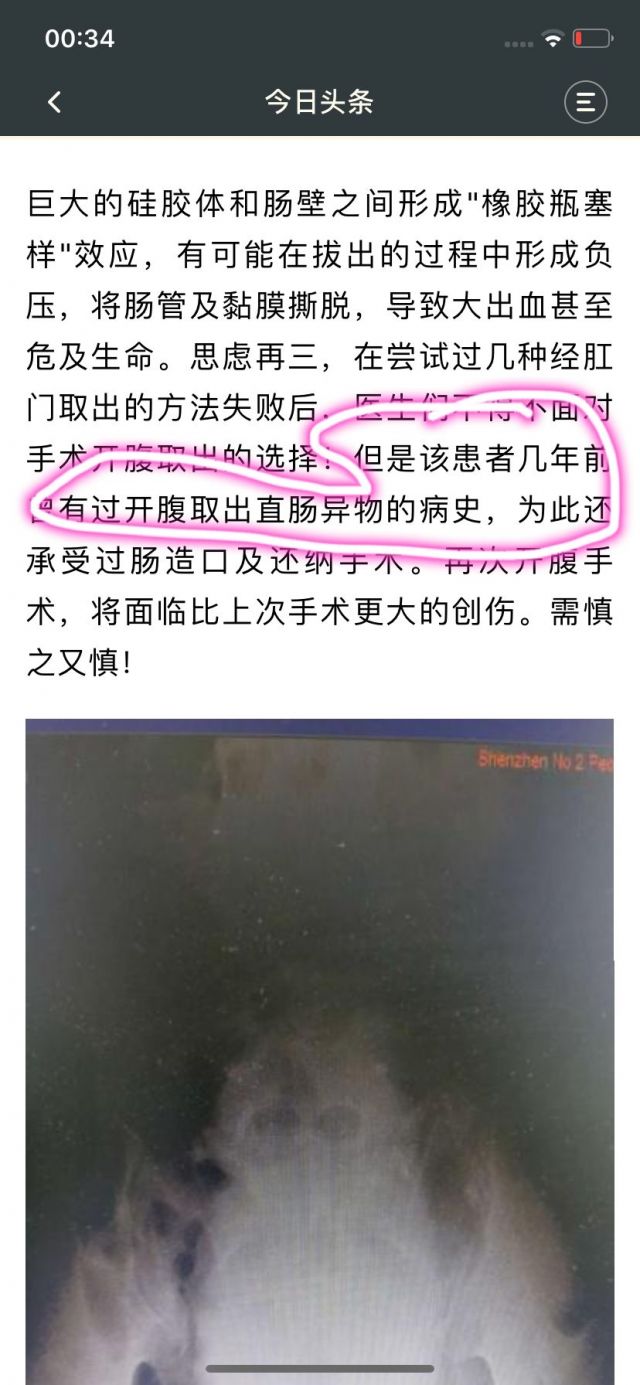 00:34
今日头条
巨大的硅胶体和肠壁之间形成"橡胶瓶塞
样"效应，有可能在拔出的过程中形成负
压，将肠管及黏膜撕脱，导致大出血甚至
危及生命。思虑再三，在尝试过几种经肛
门取出的方法失败后，医生们不得不面对
手术开腹取出的选择！但是该患者几年前
曾有过开腹取出直肠异物的病史，为此还
承受过肠造口及还纳手术。再次开腹手
术，将面临比上次手术更大的创伤。需慎
之又慎！
Shenzhen No 2